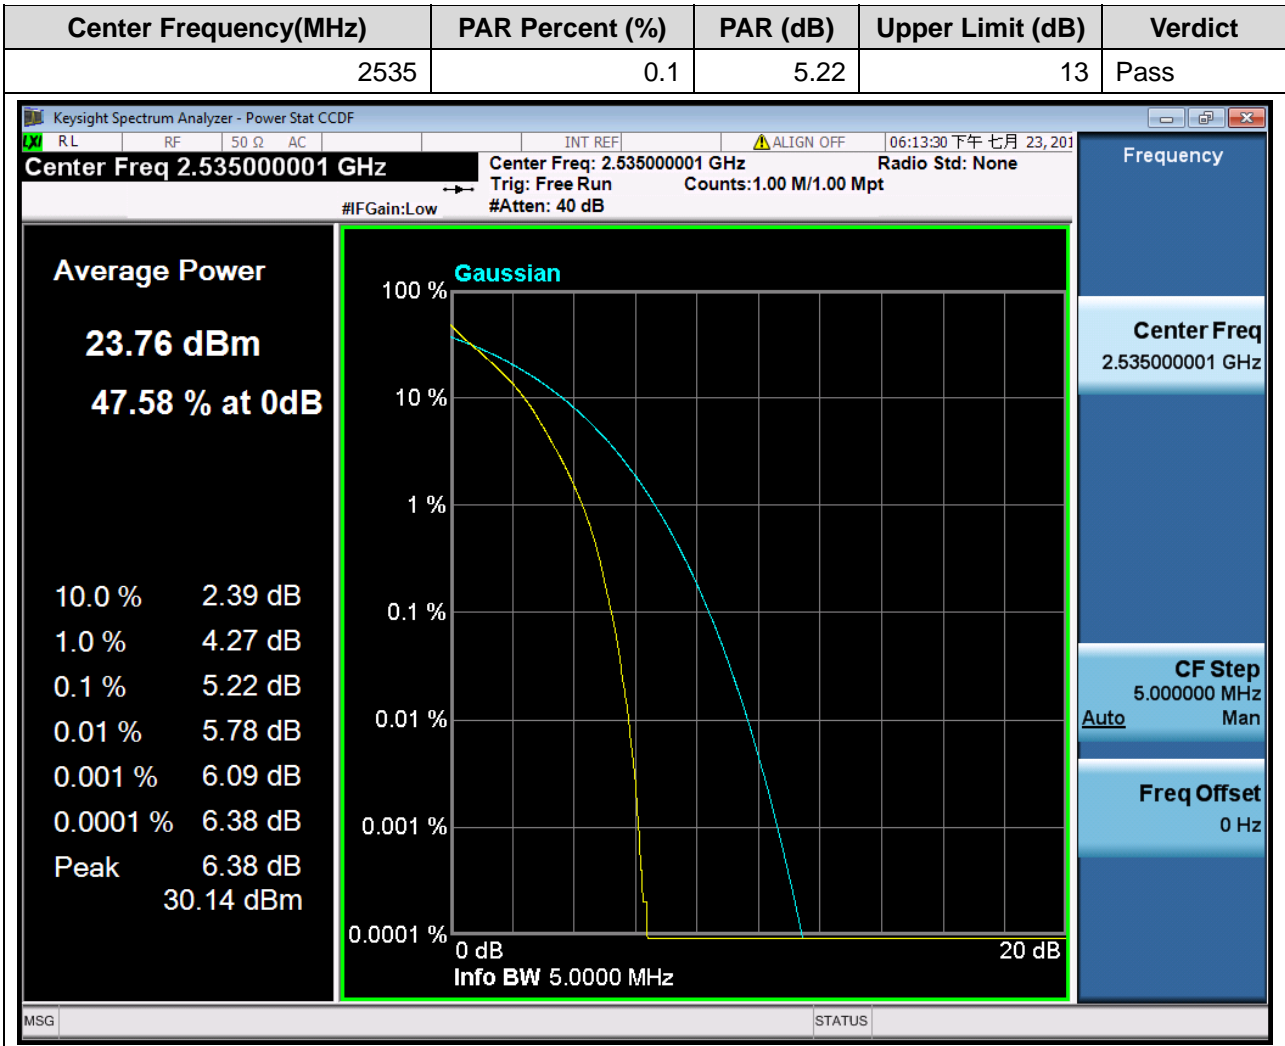 Center Frequency(MHz) PAR Percent (%) PAR (dB) Upper Limit (dB) Verdict
2535 0.1 5.22 13 Pass
Keysight Spectrum Analyzer - Power Stat CCDF
LXI RL RF 50 Ω AC INT REF ALIGN OFF 06:13:30 下午 七月 23, 201
Center Freq 2.535000001 GHz
Center Freq: 2.535000001 GHz Radio Std: None
Trig: Free Run Counts:1.00 M/1.00 Mpt
#IFGain:Low #Atten: 40 dB
Average Power
23.76 dBm
47.58 % at 0dB
10.0 % 2.39 dB
1.0 % 4.27 dB
0.1 % 5.22 dB
0.01 % 5.78 dB
0.001 % 6.09 dB
0.0001 % 6.38 dB
Peak 6.38 dB
30.14 dBm
Gaussian
100 %
10 %
1 %
0.1 %
0.01 %
0.001 %
0.0001 %
0 dB 20 dB
Info BW 5.0000 MHz
Frequency
Center Freq
2.535000001 GHz
CF Step
5.000000 MHz
Auto Man
Freq Offset
0 Hz
MSG STATUS